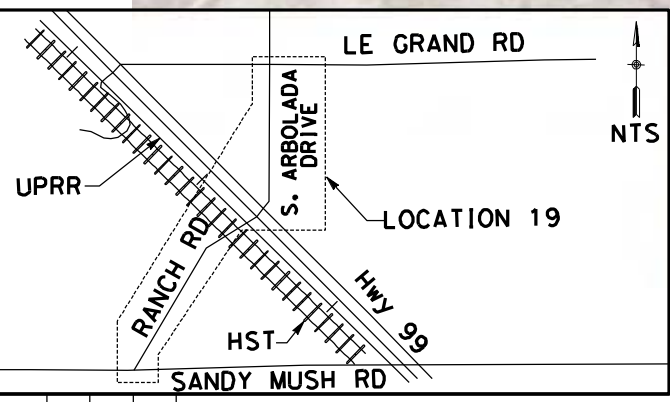 LE GRAND RD
NTS
S. ARBOLADA
DRIVE
UPRR
LOCATION 19
RANCH RD
Hwy 99
HST
SANDY MUSH RD